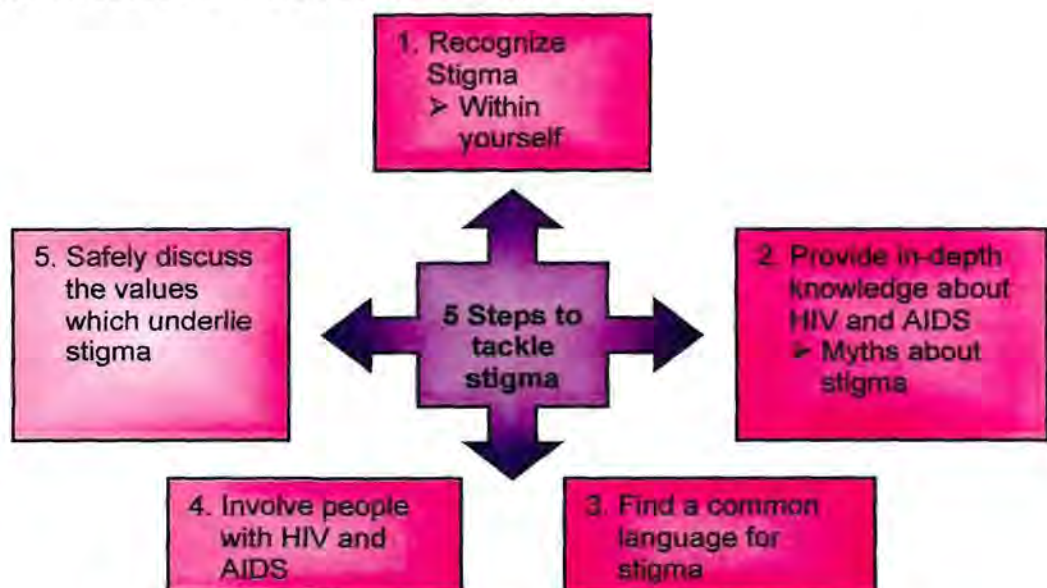 1. Recognize
Stigma
➢ Within
yourself
5 Steps to
tackle
stigma
2. Provide in-depth
knowledge about
HIV and AIDS
➢ Myths about
stigma
3. Find a common
language for
stigma
4. Involve people
with HIV and
AIDS
5. Safely discuss
the values
which underlie
stigma